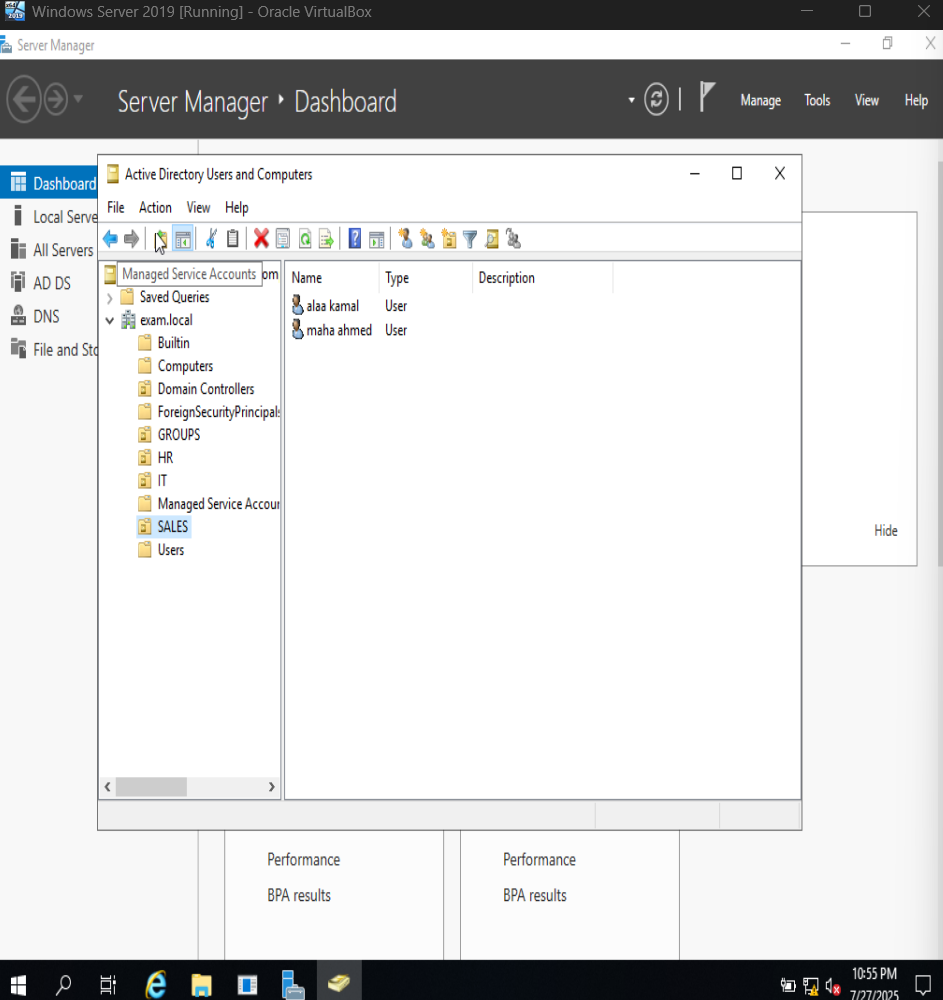 Windows Server 2019 [Running] - Oracle VirtualBox
Server Manager
Server Manager ‣ Dashboard
Manage Tools View Help
Dashboard
Local Serve
All Servers
AD DS
DNS
File and Sto
Active Directory Users and Computers
File Action View Help
Managed Service Accounts om
Saved Queries
exam.local
Builtin
Computers
Domain Controllers
ForeignSecurityPrincipals
GROUPS
HR
IT
Managed Service Accour
SALES
Users
Name Type Description
alaa kamal User
maha ahmed User
Hide
Performance
BPA results
Performance
BPA results
10:55 PM
7/27/2025